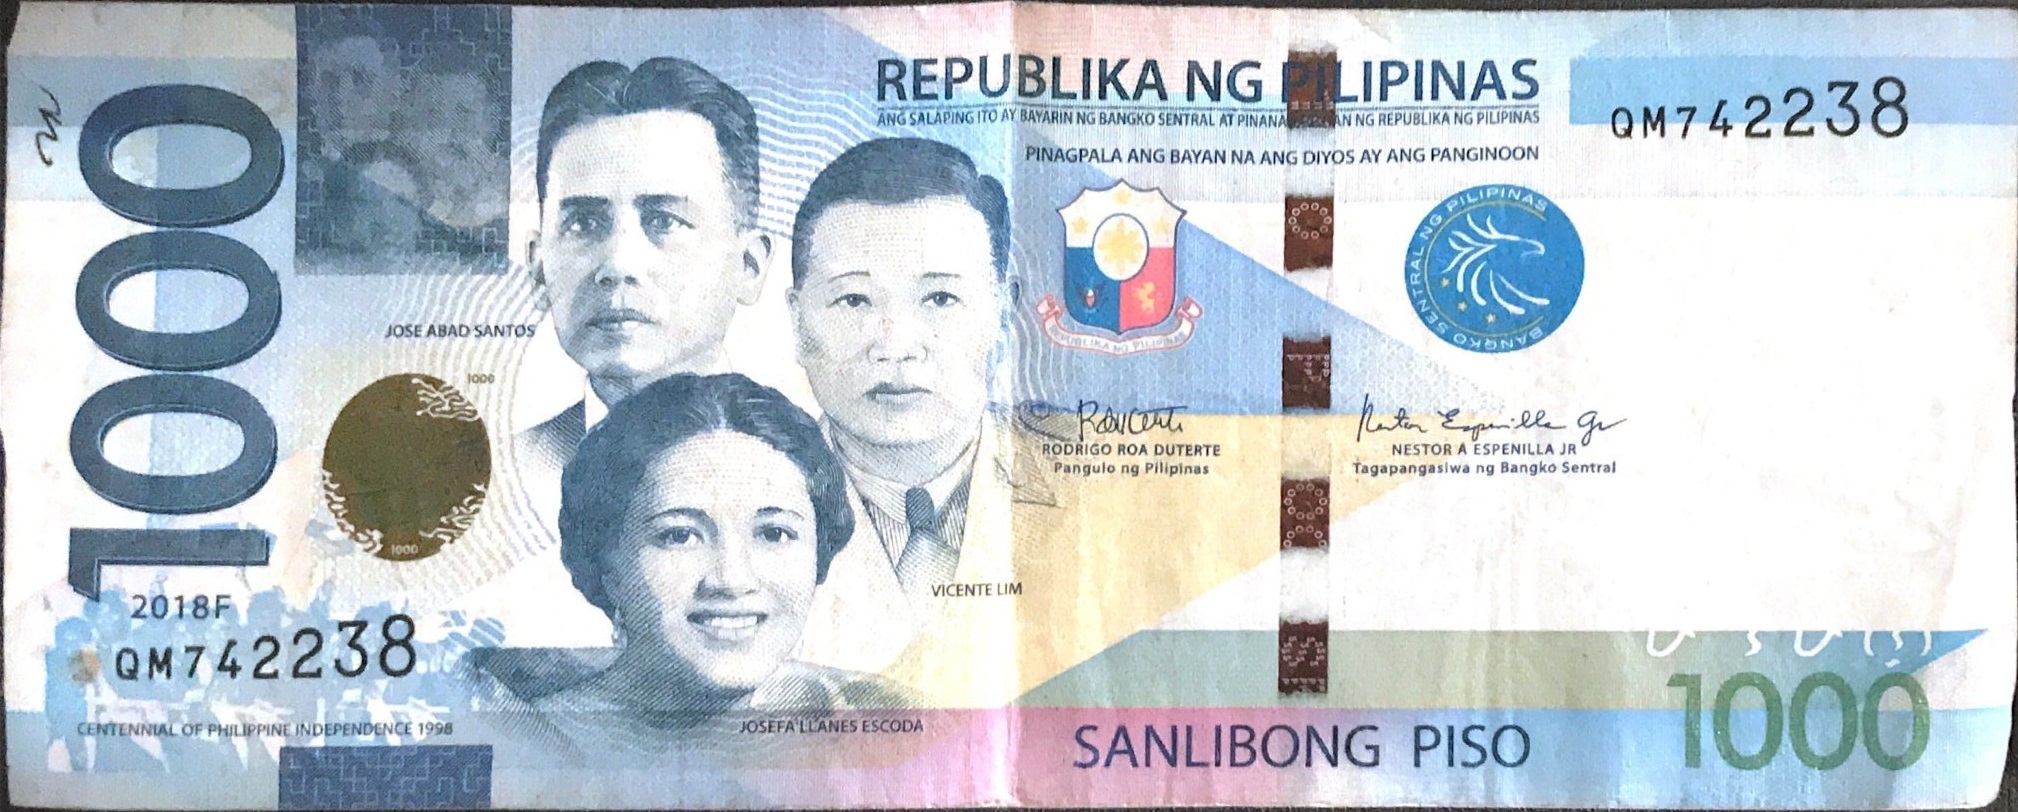 REPUBLIKA NG PILIPINAS
ANG SALAPING ITO AY BAYARIN NG BANGKO SENTRAL AT NG REPUBLIKA NG PILIPINAS
PINAGPALA ANG BAYAN NA ANG DIYOS AY ANG PANGINOON
QM742238
1000
JOSE ABAD SANTOS
1000
1000
REPUBLIKA NG PILIPINAS
BANGKO SENTRAL NG PILIPINAS
RODRIGO ROA DUTERTE
Pangulo ng Pilipinas
Nestor Espenilla Jr
NESTOR A ESPENILLA JR
Tagapangasiwa ng Bangko Sentral
VICENTE LIM
2018F
QM742238
CENTENNIAL OF PHILIPPINE INDEPENDENCE 1998
JOSEFA LLANES ESCODA
SANLIBONG PISO
1000